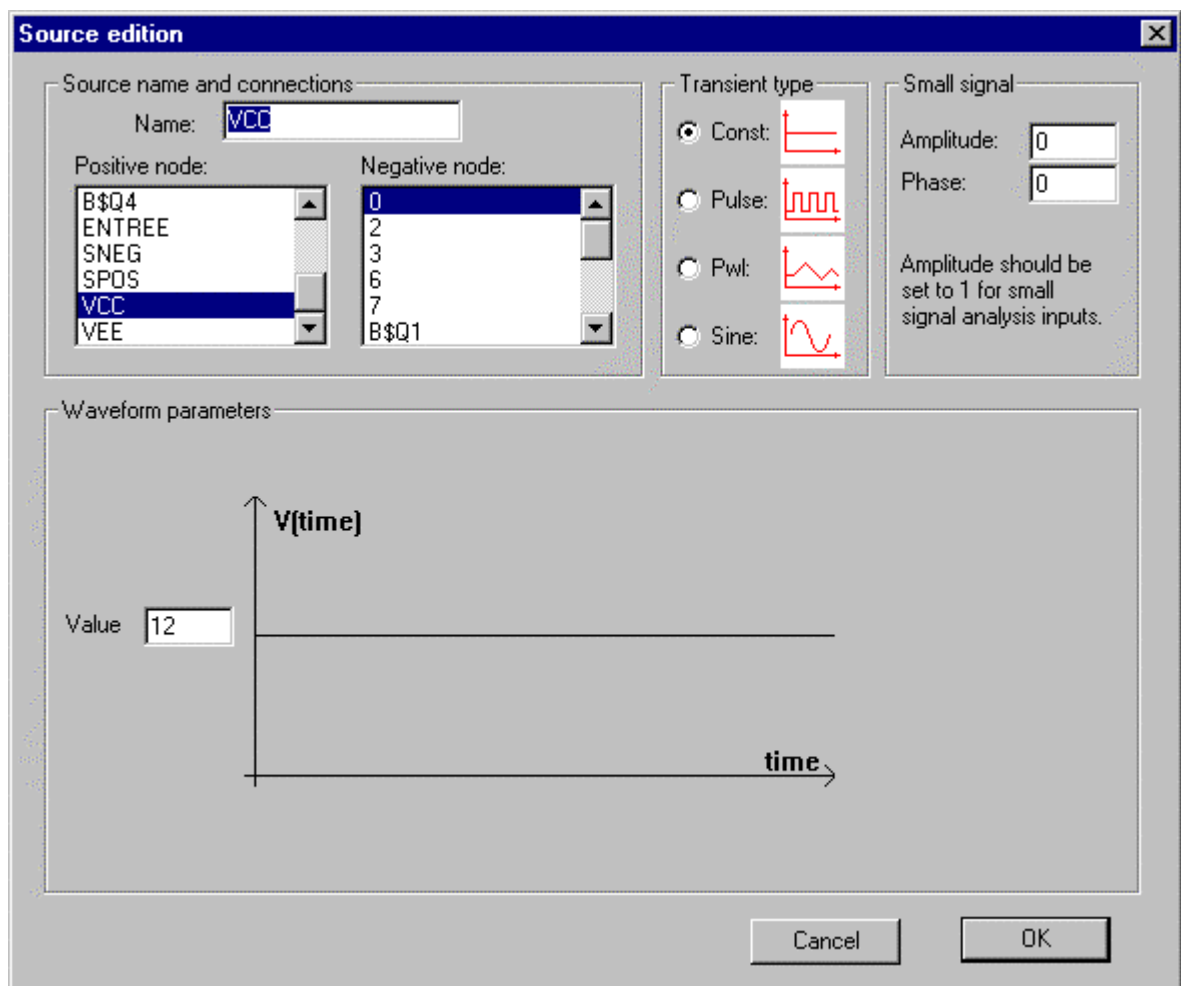 Source edition
Source name and connections
Name: VCC
Positive node:
B$Q4
ENTREE
SNEG
SPOS
VCC
VEE
Negative node:
0
2
3
6
7
B$Q1
Transient type
Const:
Pulse:
Pwl:
Sine:
Small signal
Amplitude: 0
Phase: 0
Amplitude should be
set to 1 for small
signal analysis inputs.
Waveform parameters
V(time)
Value 12
time
Cancel
OK